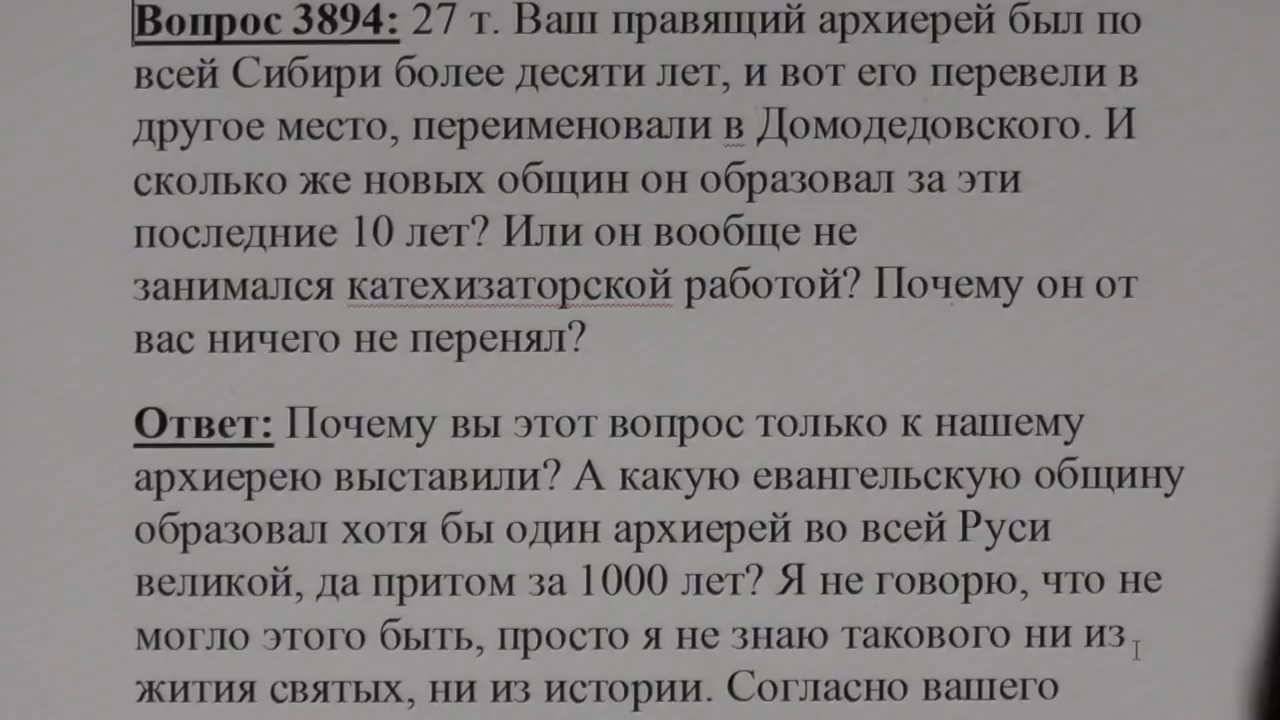 Вопрос 3894: 27 т. Ваш правящий архиерей был по
всей Сибири более десяти лет, и вот его перевели в
другое место, переименовали в Домодедовского. И
сколько же новых общин он образовал за эти
последние 10 лет? Или он вообще не
занимался катехизаторской работой? Почему он от
вас ничего не перенял?
Ответ: Почему вы этот вопрос только к нашему
архиерею выставили? А какую евангельскую общину
образовал хотя бы один архиерей во всей Руси
великой, да притом за 1000 лет? Я не говорю, что не
могло этого быть, просто я не знаю такового ни из
жития святых, ни из истории. Согласно вашего